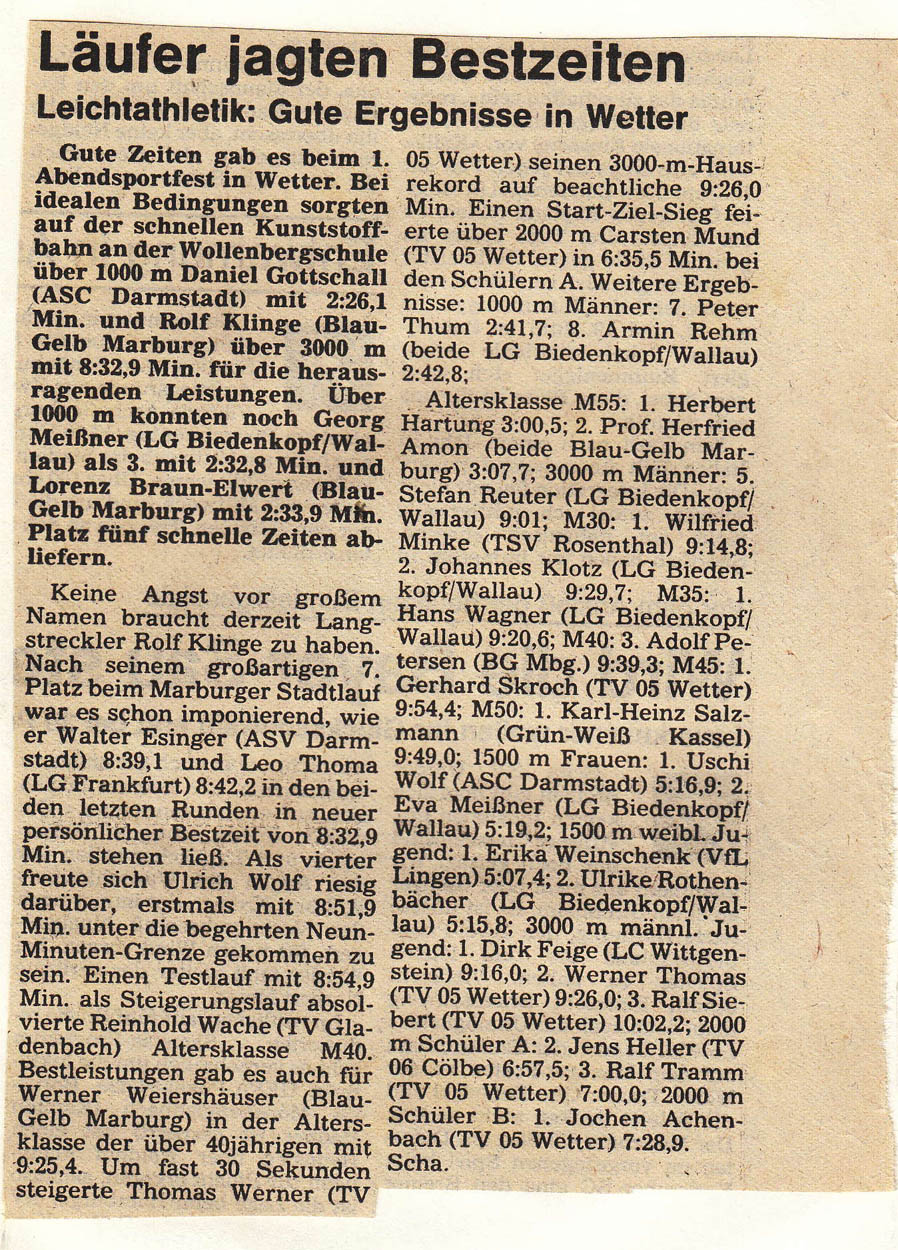 Läufer jagten Bestzeiten
Leichtathletik: Gute Ergebnisse in Wetter
Gute Zeiten gab es beim 1.
Abendsportfest in Wetter. Bei
idealen Bedingungen sorgten
auf der schnellen Kunststoff-
bahn an der Wollenbergschule
über 1000 m Daniel Gottschall
(ASC Darmstadt) mit 2:26,1
Min. und Rolf Klinge (Blau-
Gelb Marburg) über 3000 m
mit 8:32,9 Min. für die heraus-
ragenden Leistungen. Über
1000 m konnten noch Georg
Meißner (LG Biedenkopf/Wal-
lau) als 3. mit 2:32,8 Min. und
Lorenz Braun-Elwert (Blau-
Gelb Marburg) mit 2:33,9 Min.
Platz fünf schnelle Zeiten ab-
liefern.
Keine Angst vor großem
Namen braucht derzeit Lang-
streckler Rolf Klinge zu haben.
Nach seinem großartigen 7.
Platz beim Marburger Stadtlauf
war es schon imponierend, wie
er Walter Esinger (ASV Darm-
stadt) 8:39,1 und Leo Thoma
(LG Frankfurt) 8:42,2 in den bei-
den letzten Runden in neuer
persönlicher Bestzeit von 8:32,9
Min. stehen ließ. Als vierter
freute sich Ulrich Wolf riesig
darüber, erstmals mit 8:51,9
Min. unter die begehrten Neun-
Minuten-Grenze gekommen zu
sein. Einen Testlauf mit 8:54,9
Min. als Steigerungslauf absol-
vierte Reinhold Wache (TV Gla-
denbach) Altersklasse M40.
Bestleistungen gab es auch für
Werner Weiershäuser (Blau-
Gelb Marburg) in der Alters-
klasse der über 40jährigen mit
9:25,4. Um fast 30 Sekunden
steigerte Thomas Werner (TV
05 Wetter) seinen 3000-m-Haus-
rekord auf beachtliche 9:26,0
Min. Einen Start-Ziel-Sieg fei-
erte über 2000 m Carsten Mund
(TV 05 Wetter) in 6:35,5 Min. bei
den Schülern A. Weitere Ergeb-
nisse: 1000 m Männer: 7. Peter
Thum 2:41,7; 8. Armin Rehm
(beide LG Biedenkopf/Wallau)
2:42,8;
Altersklasse M55: 1. Herbert
Hartung 3:00,5; 2. Prof. Herfried
Amon (beide Blau-Gelb Mar-
burg) 3:07,7; 3000 m Männer: 5.
Stefan Reuter (LG Biedenkopf/
Wallau) 9:01; M30: 1. Wilfried
Minke (TSV Rosenthal) 9:14,8;
2. Johannes Klotz (LG Bieden-
kopf/Wallau) 9:29,7; M35: 1.
Hans Wagner (LG Biedenkopf/
Wallau) 9:20,6; M40: 3. Adolf Pe-
tersen (BG Mbg.) 9:39,3; M45: 1.
Gerhard Skroch (TV 05 Wetter)
9:54,4; M50: 1. Karl-Heinz Salz-
mann (Grün-Weiß Kassel)
9:49,0; 1500 m Frauen: 1. Uschi
Wolf (ASC Darmstadt) 5:16,9; 2.
Eva Meißner (LG Biedenkopf/
Wallau) 5:19,2; 1500 m weibl. Ju-
gend: 1. Erika Weinschenk (VfL
Lingen) 5:07,4; 2. Ulrike Rothen-
bächer (LG Biedenkopf/Wal-
lau) 5:15,8; 3000 m männl. Ju-
gend: 1. Dirk Feige (LC Wittgen-
stein) 9:16,0; 2. Werner Thomas
(TV 05 Wetter) 9:26,0; 3. Ralf Sie-
bert (TV 05 Wetter) 10:02,2; 2000
m Schüler A: 2. Jens Heller (TV
06 Cölbe) 6:57,5; 3. Ralf Tramm
(TV 05 Wetter) 7:00,0; 2000 m
Schüler B: 1. Jochen Achen-
bach (TV 05 Wetter) 7:28,9.
Scha.